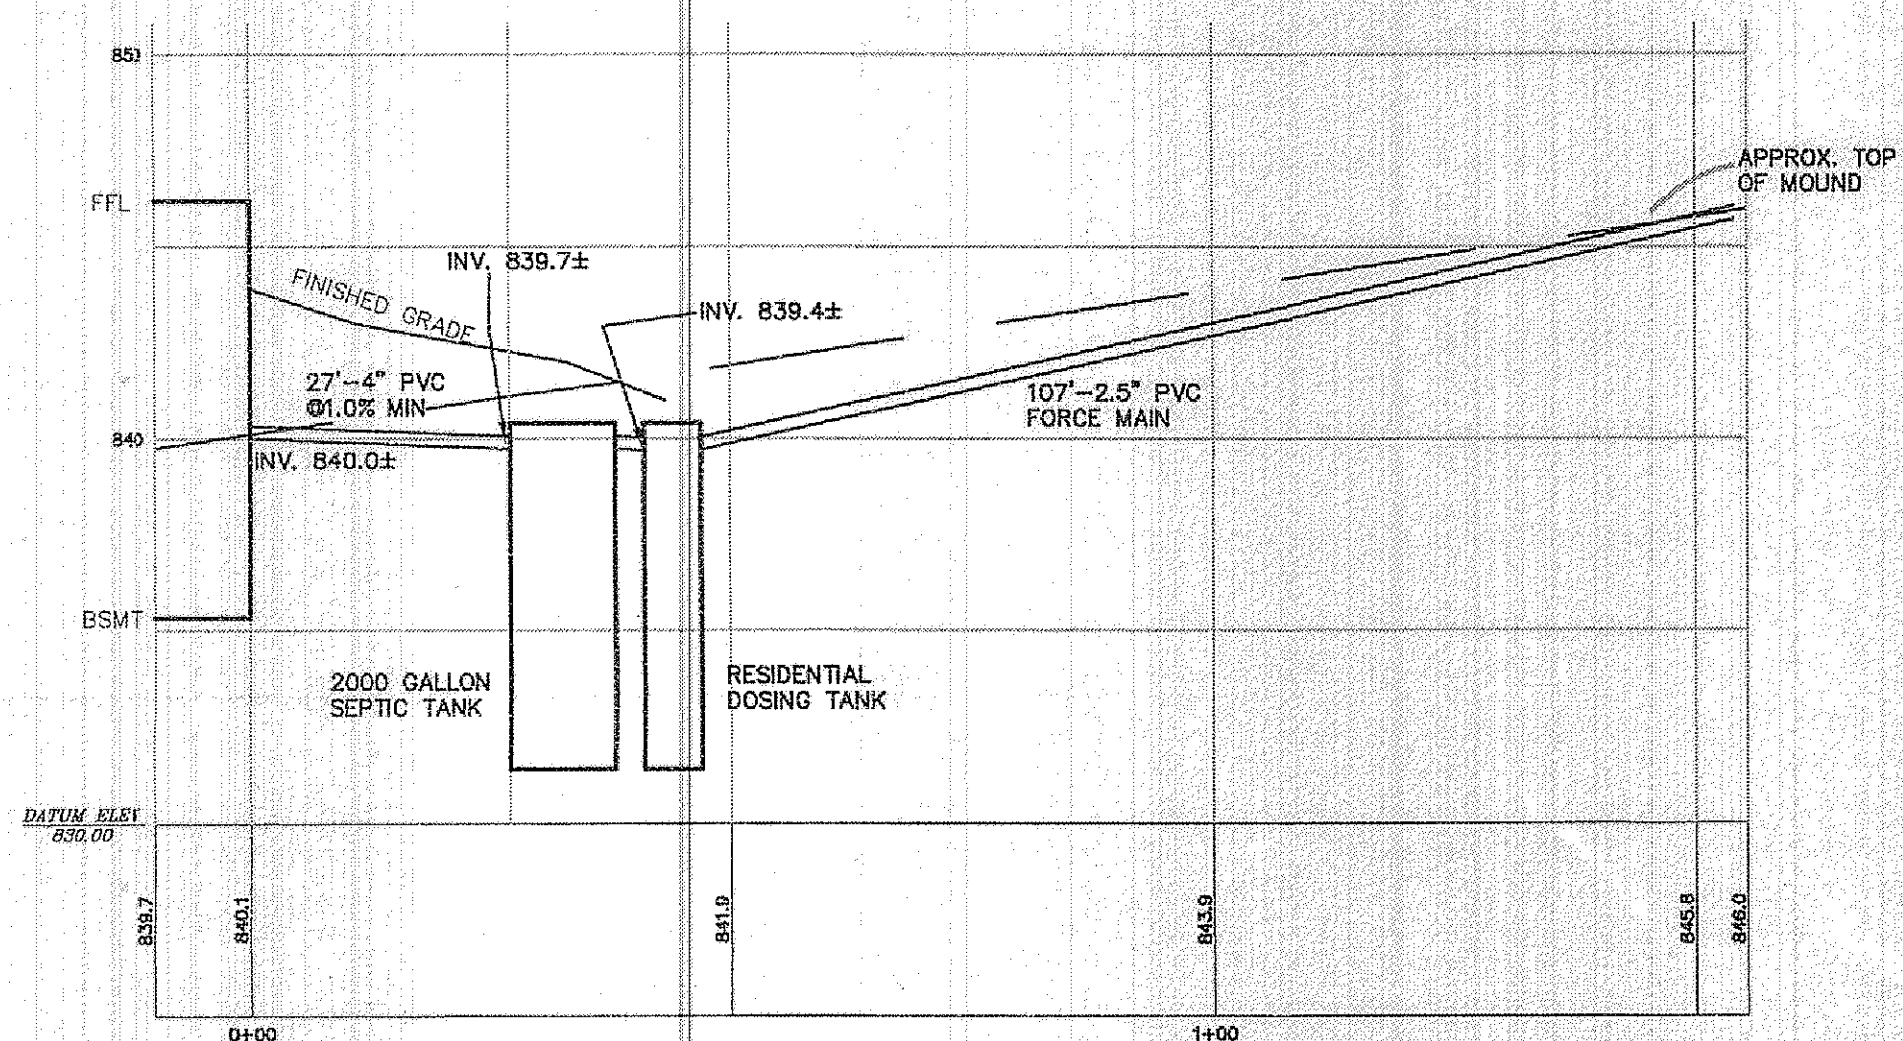 850
APPROX. TOP
OF MOUND
FFL
INV. 839.7±
FINISHED GRADE
INV. 839.4±
27'-4" PVC
@1.0% MIN
107'-2.5" PVC
FORCE MAIN
840
INV. 840.0±
BSMT
2000 GALLON
SEPTIC TANK
RESIDENTIAL
DOSING TANK
DATUM ELEV
830.00
839.7
840.1
841.9
843.9
845.8
846.0
0+00
1+00